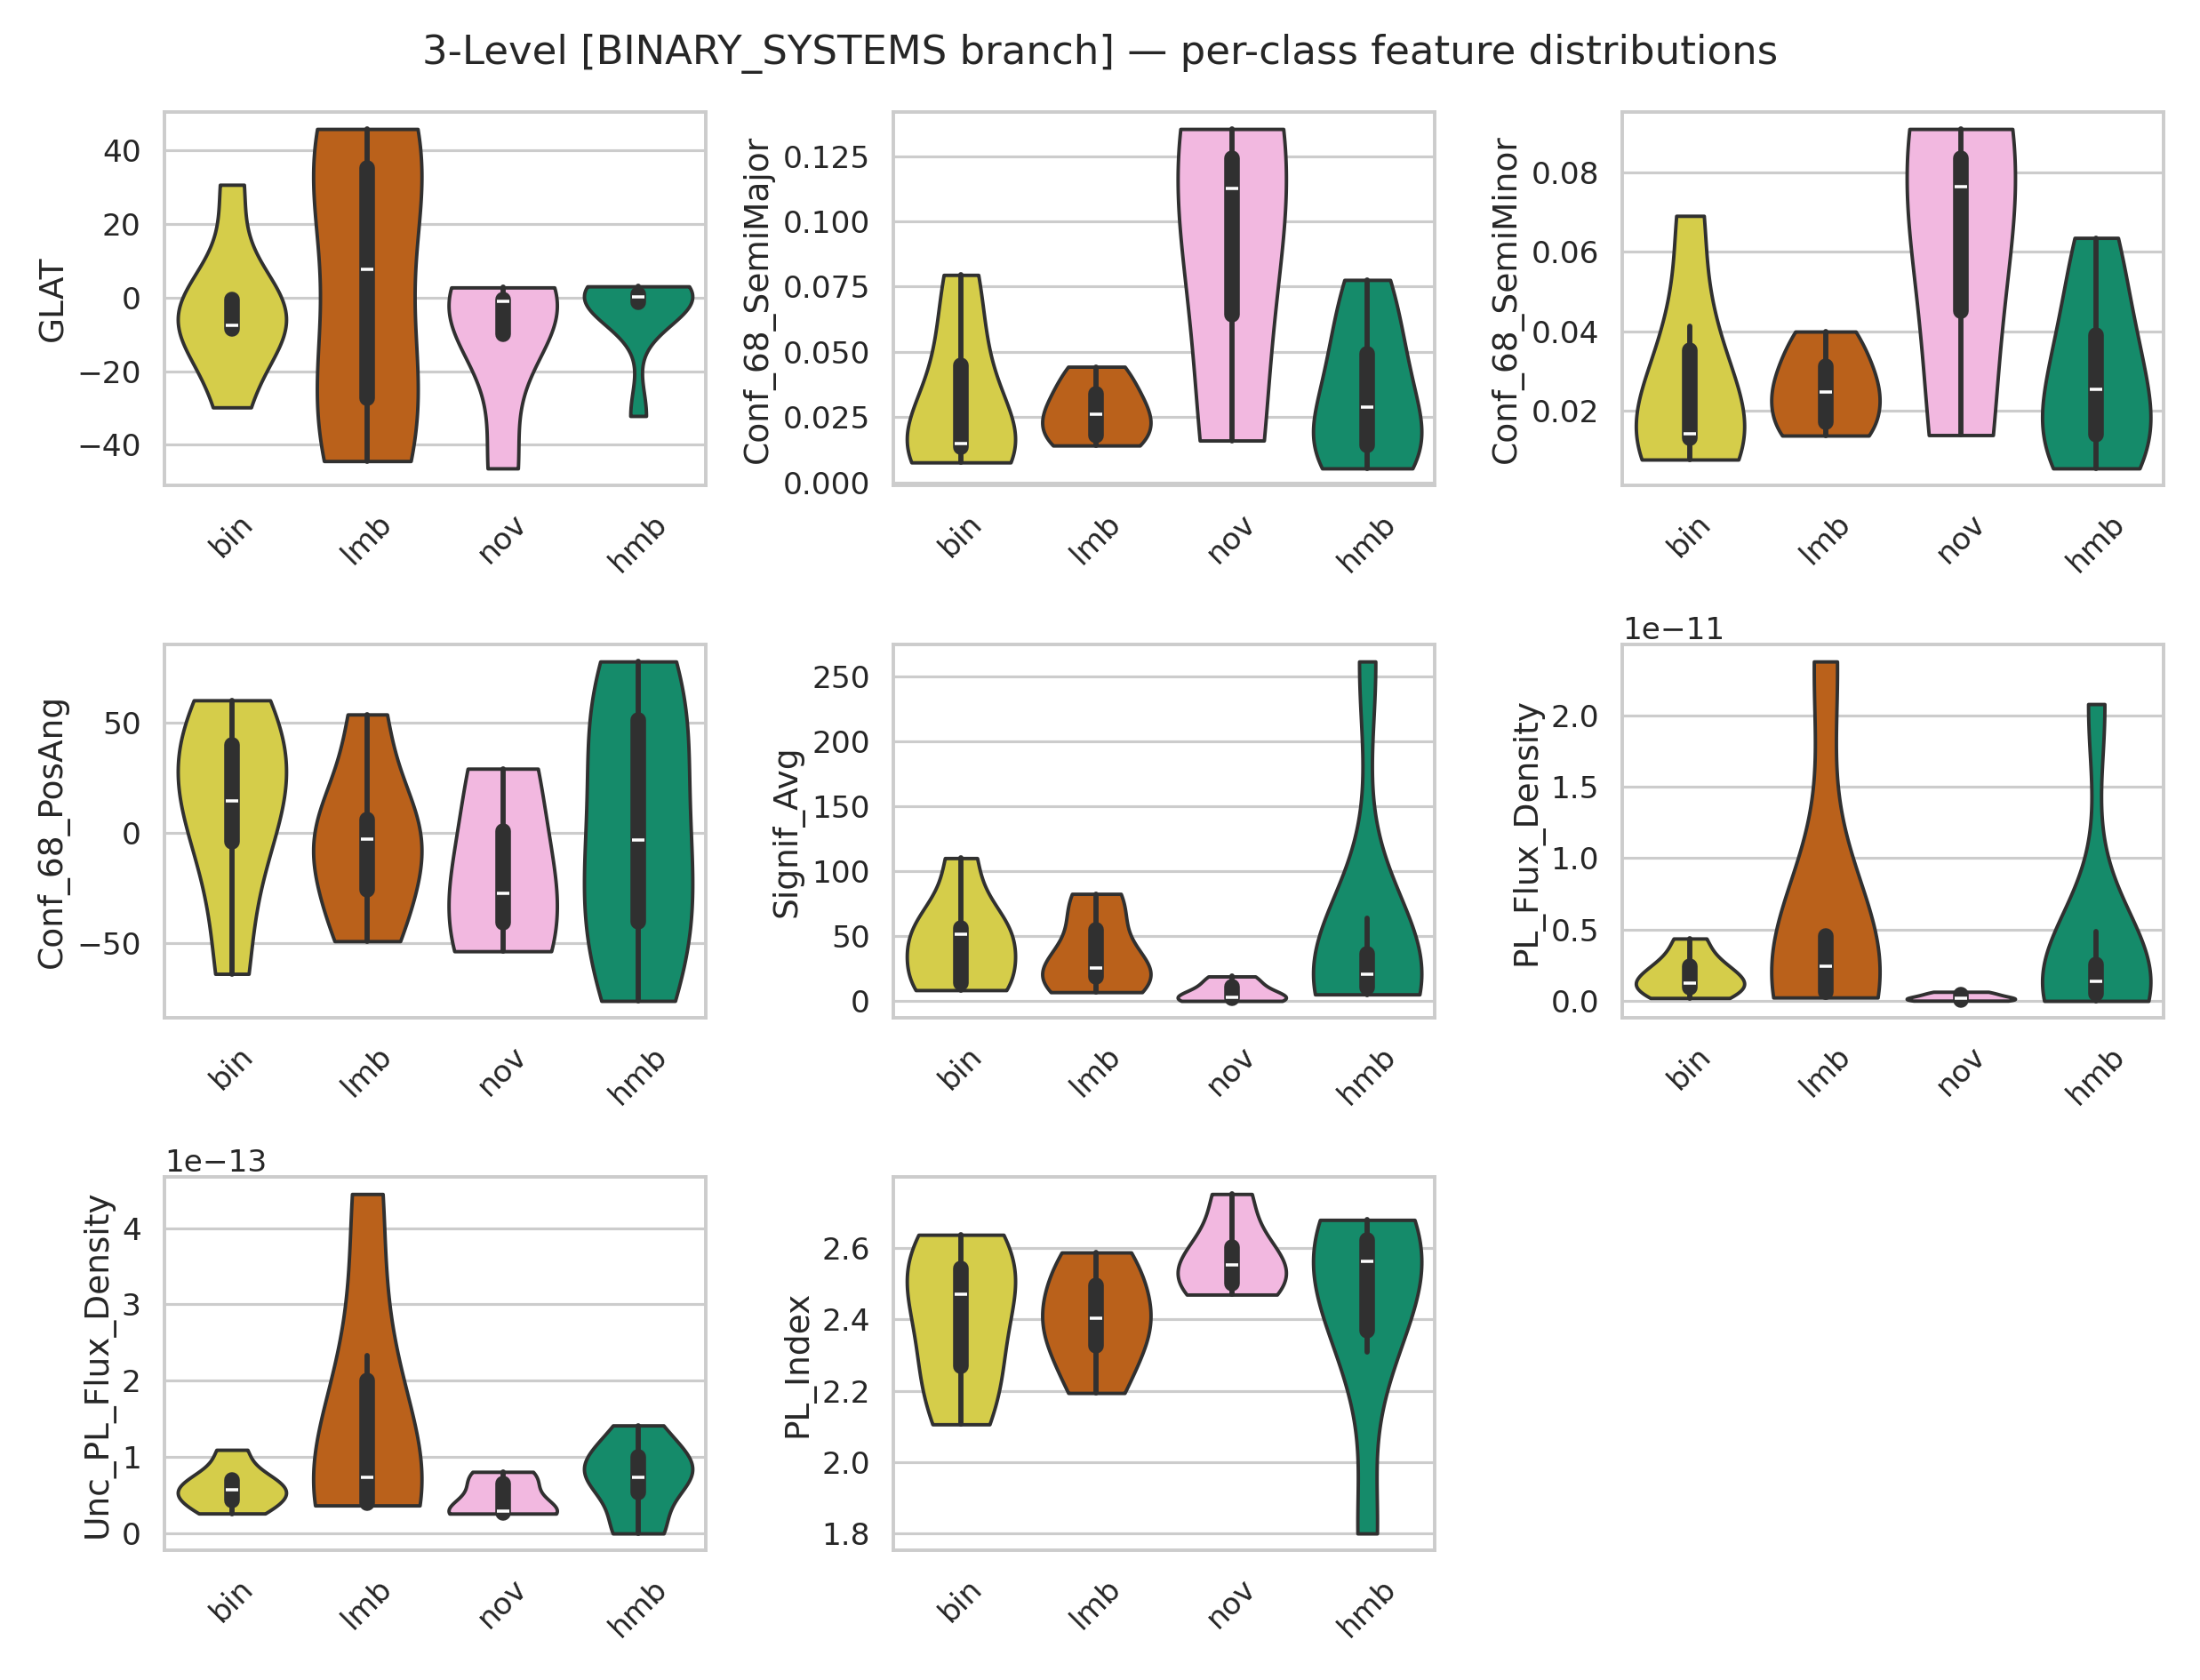 3-Level [BINARY_SYSTEMS branch] — per-class feature distributions
GLAT
40
20
0
−20
−40
bin
lmb
nov
hmb
Conf_68_SemiMajor
0.125
0.100
0.075
0.050
0.025
0.000
bin
lmb
nov
hmb
Conf_68_SemiMinor
0.08
0.06
0.04
0.02
bin
lmb
nov
hmb
Conf_68_PosAng
50
0
−50
bin
lmb
nov
hmb
Signif_Avg
250
200
150
100
50
0
bin
lmb
nov
hmb
1e−11
PL_Flux_Density
2.0
1.5
1.0
0.5
0.0
bin
lmb
nov
hmb
1e−13
Unc_PL_Flux_Density
4
3
2
1
0
bin
lmb
nov
hmb
PL_Index
2.6
2.4
2.2
2.0
1.8
bin
lmb
nov
hmb